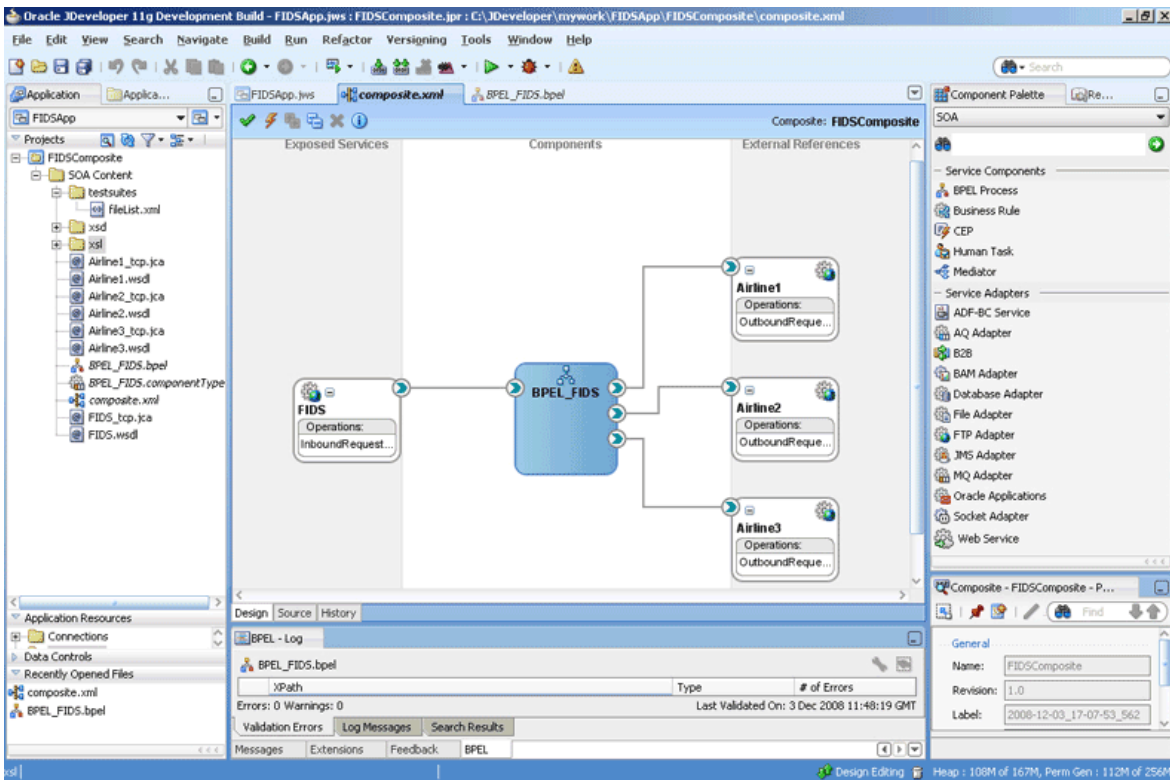 Oracle JDeveloper 11g Development Build - FIDSApp.jws : FIDSComposite.jpr : C:\JDeveloper\mywork\FIDSApp\FIDSComposite\composite.xml
File Edit View Search Navigate Build Run Refactor Versioning Tools Window Help
Search
Application
Applica...
FIDSApp
Projects
FIDSComposite
SOA Content
testsuites
fileList.xml
xsd
xsl
Airline1_tcp.jca
Airline1.wsdl
Airline2_tcp.jca
Airline2.wsdl
Airline3_tcp.jca
Airline3.wsdl
BPEL_FIDS.bpel
BPEL_FIDS.componentType
composite.xml
FIDS_tcp.jca
FIDS.wsdl
Application Resources
Connections
Data Controls
Recently Opened Files
composite.xml
BPEL_FIDS.bpel
FIDSApp.jws composite.xml BPEL_FIDS.bpel
Composite: FIDSComposite
Exposed Services Components External References
FIDS
Operations:
InboundRequest...
BPEL_FIDS
Airline1
Operations:
OutboundReque...
Airline2
Operations:
OutboundReque...
Airline3
Operations:
OutboundReque...
Design Source History
BPEL - Log
BPEL_FIDS.bpel
XPath Type # of Errors
Errors: 0 Warnings: 0 Last Validated On: 3 Dec 2008 11:48:19 GMT
Validation Errors Log Messages Search Results
Messages Extensions Feedback BPEL
Component Palette Re...
SOA
Service Components
BPEL Process
Business Rule
CEP
Human Task
Mediator
Service Adapters
ADF-BC Service
AQ Adapter
B2B
BAM Adapter
Database Adapter
File Adapter
FTP Adapter
JMS Adapter
MQ Adapter
Oracle Applications
Socket Adapter
Web Service
Composite - FIDSComposite - P...
Find
General
Name: FIDSComposite
Revision: 1.0
Label: 2008-12-03_17-07-53_562
xsl
Design Editing
Heap : 108M of 167M, Perm Gen : 112M of 256M